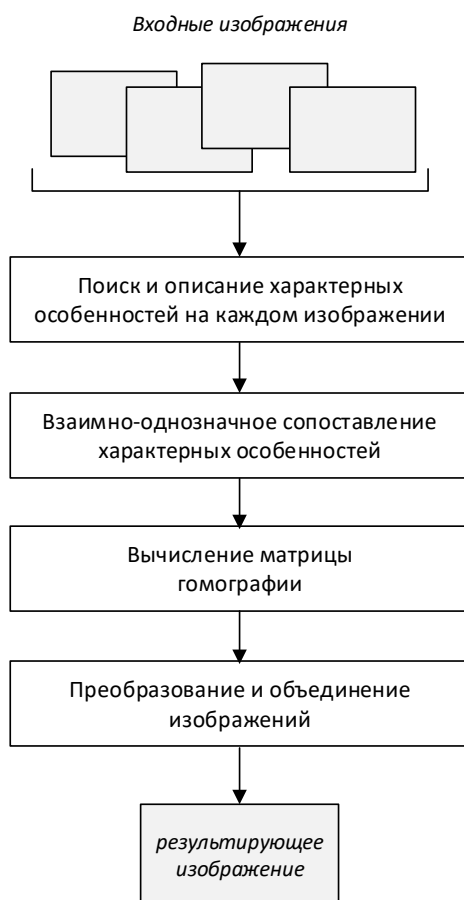 Входные изображения
Поиск и описание характерных
особенностей на каждом изображении
Взаимно-однозначное сопоставление
характерных особенностей
Вычисление матрицы
гомографии
Преобразование и объединение
изображений
результирующее
изображение